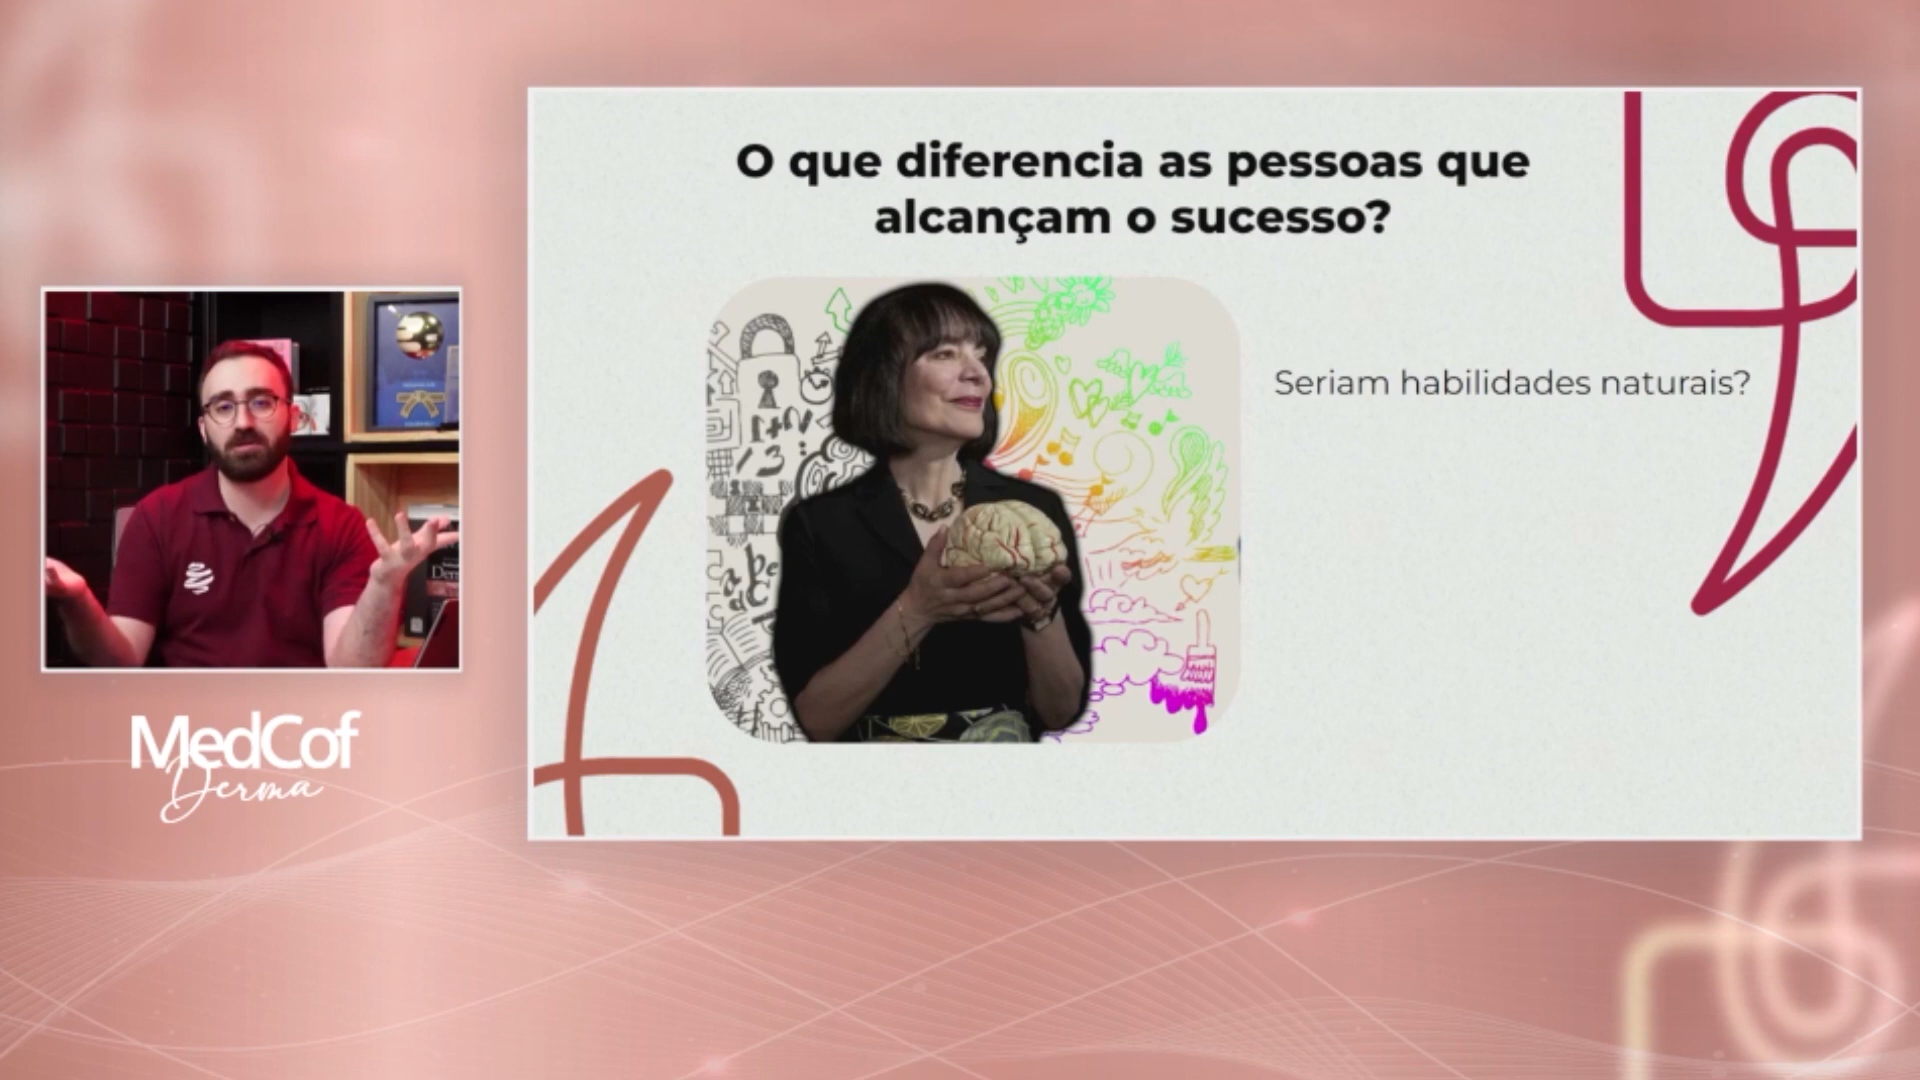 O que diferencia as pessoas que
alcançam o sucesso?
Seriam habilidades naturais?
MedCof
Derma